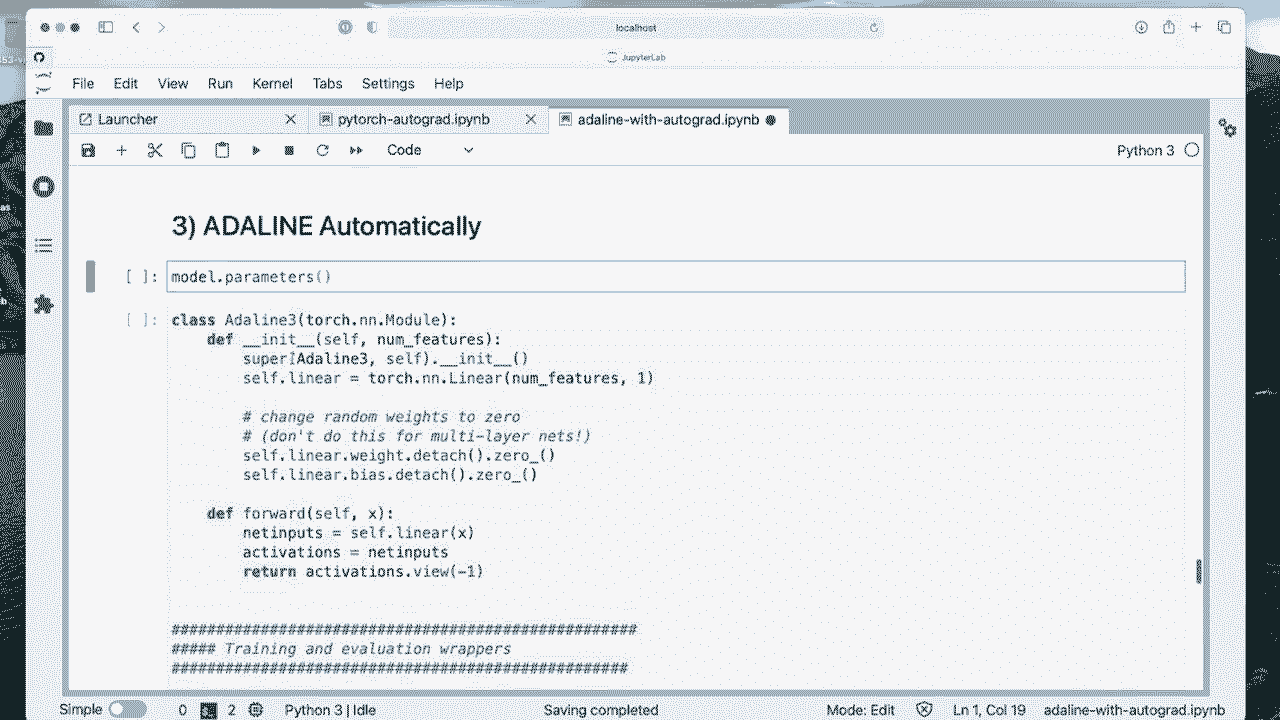 localhost
JupyterLab
File Edit View Run Kernel Tabs Settings Help
Launcher pytorch-autograd.ipynb adaline-with-autograd.ipynb
Code Python 3
3) ADALINE Automatically
[ ]: model.parameters()
[ ]: class Adaline3(torch.nn.Module):
def __init__(self, num_features):
super(Adaline3, self).__init__()
self.linear = torch.nn.Linear(num_features, 1)
# change random weights to zero
# (don't do this for multi-layer nets!)
self.linear.weight.detach().zero_()
self.linear.bias.detach().zero_()
def forward(self, x):
netinputs = self.linear(x)
activations = netinputs
return activations.view(-1)
####################################################
##### Training and evaluation wrappers
###################################################
Simple 0 2 Python 3 | Idle Saving completed Mode: Edit Ln 1, Col 19 adaline-with-autograd.ipynb